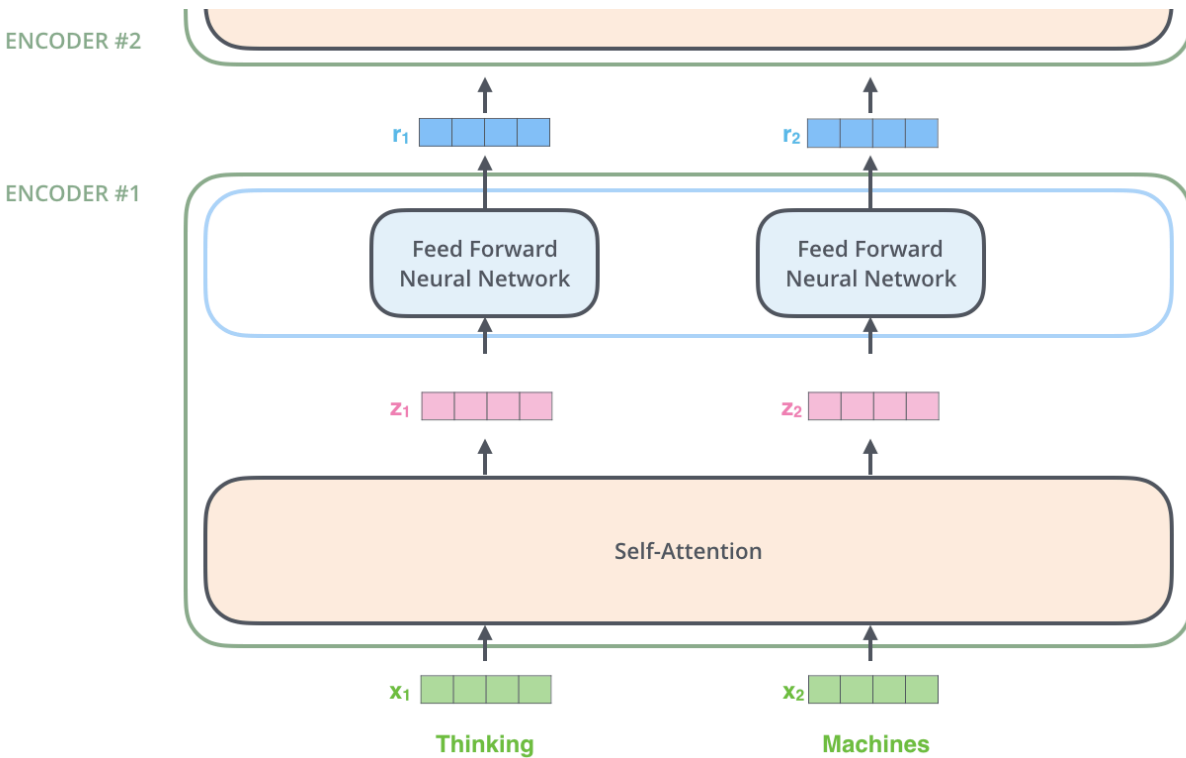 ENCODER #2
r₁
r₂
ENCODER #1
Feed Forward
Neural Network
Feed Forward
Neural Network
z₁
z₂
Self-Attention
x₁
x₂
Thinking
Machines